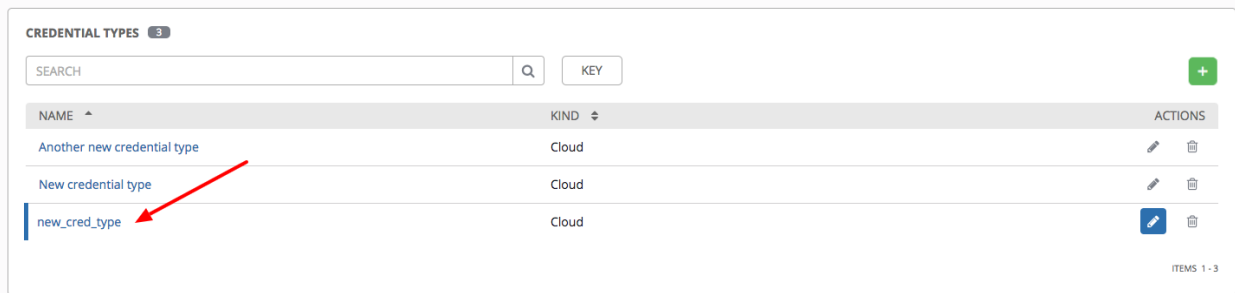 CREDENTIAL TYPES 3
SEARCH KEY +
NAME KIND ACTIONS
Another new credential type Cloud
New credential type Cloud
new_cred_type Cloud
ITEMS 1 - 3